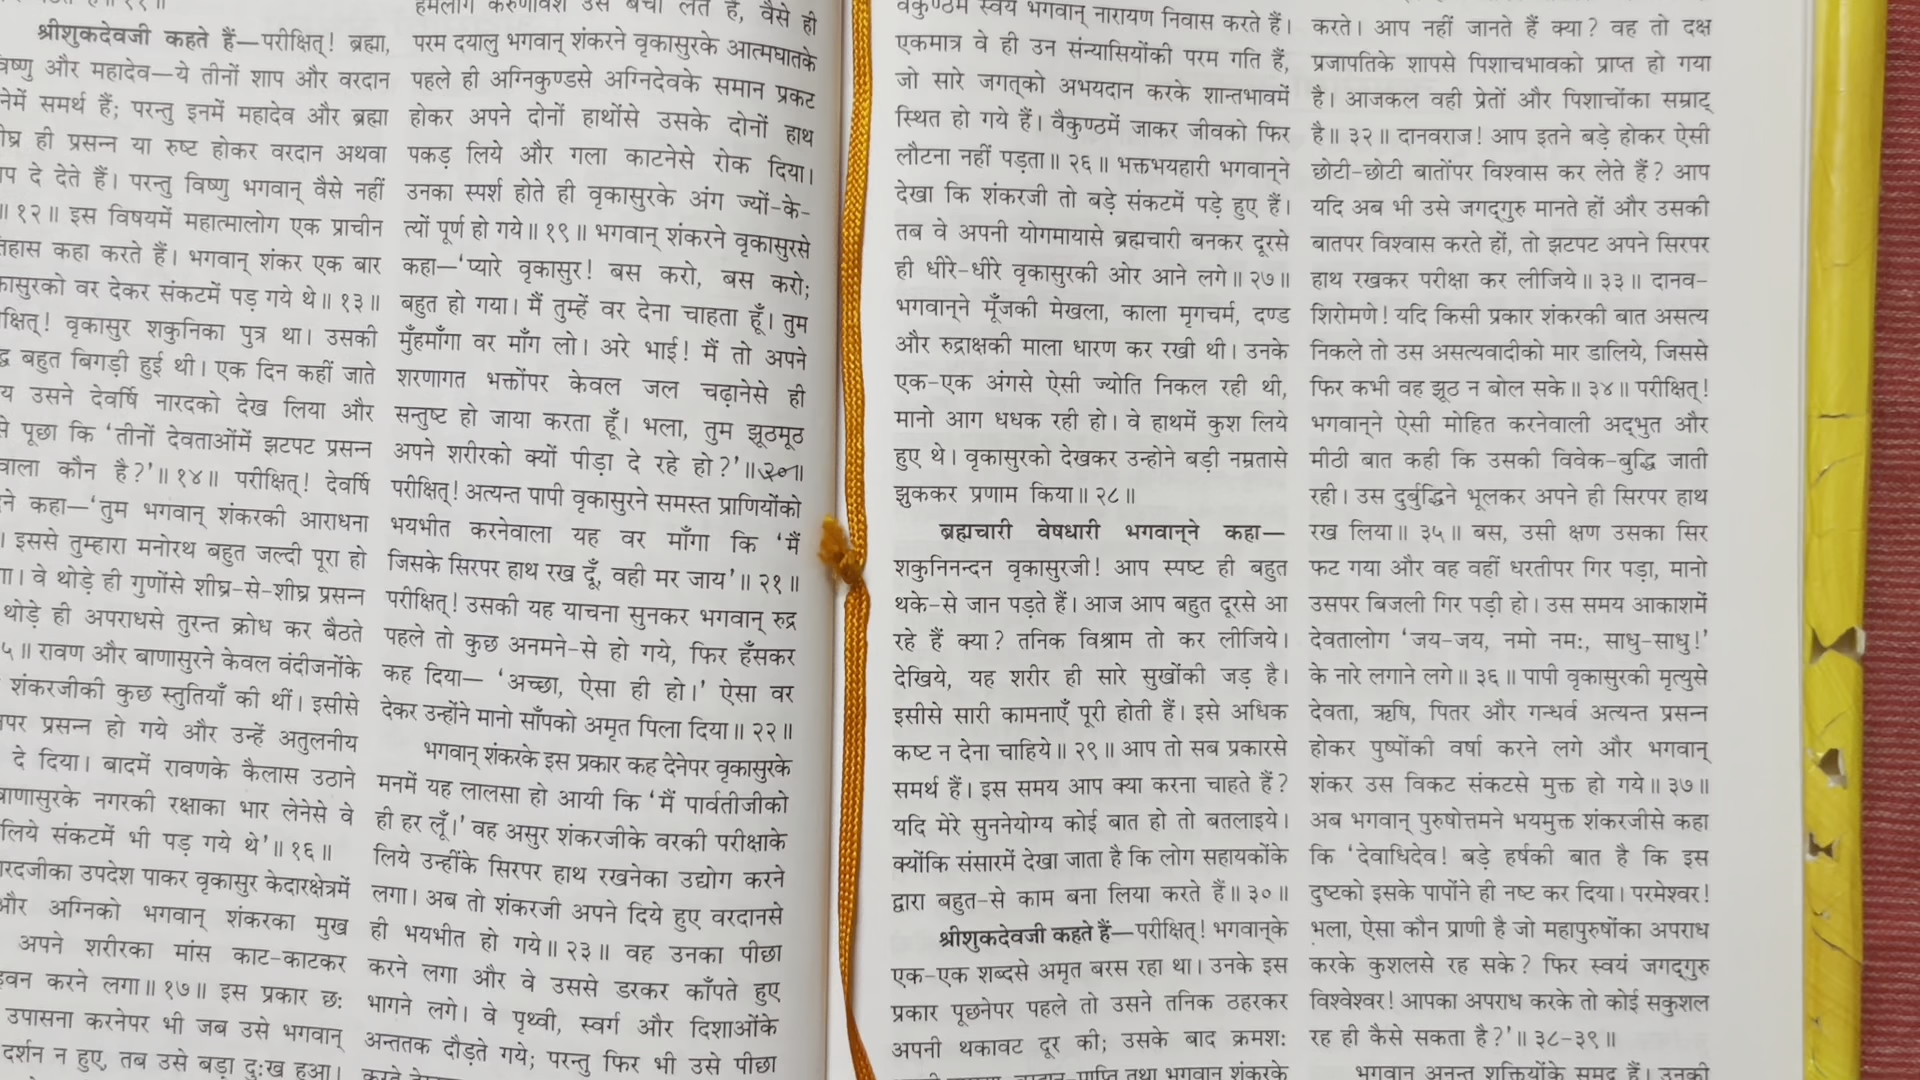 श्रीशुकदेवजी कहते हैं—परीक्षित्! ब्रह्मा,
विष्णु और महादेव—ये तीनों शाप और वरदान
समर्थ हैं; परन्तु इनमें महादेव और ब्रह्मा
ही प्रसन्न या रुष्ट होकर वरदान अथवा
दे देते हैं। परन्तु विष्णु भगवान् वैसे नहीं
॥ १२॥ इस विषयमें महात्मालोग एक प्राचीन
कहा करते हैं। भगवान् शंकर एक बार
वर देकर संकटमें पड़ गये थे॥ १३॥
वृकासुर शकुनिका पुत्र था। उसकी
बहुत बिगड़ी हुई थी। एक दिन कहीं जाते
उसने देवर्षि नारदको देख लिया और
पूछा कि ‘तीनों देवताओंमें झटपट प्रसन्न
कौन है?’॥ १४॥ परीक्षित्! देवर्षि
कहा—‘तुम भगवान् शंकरकी आराधना
। इससे तुम्हारा मनोरथ बहुत जल्दी पूरा हो
वे थोड़े ही गुणोंसे शीघ्र-से-शीघ्र प्रसन्न
थोड़े ही अपराधसे तुरन्त क्रोध कर बैठते
॥ रावण और बाणासुरने केवल वंदीजनोंके
शंकरजीकी कुछ स्तुतियाँ की थीं। इसीसे
प्रसन्न हो गये और उन्हें अतुलनीय
दे दिया। बादमें रावणके कैलास उठाने
बाणासुरके नगरकी रक्षाका भार लेनेसे वे
लिये संकटमें भी पड़ गये थे’॥ १६॥
उपदेश पाकर वृकासुर केदारक्षेत्रमें
और अग्निको भगवान् शंकरका मुख
अपने शरीरका मांस काट-काटकर
हवन करने लगा॥ १७॥ इस प्रकार छः
उपासना करनेपर भी जब उसे भगवान्
दर्शन न हुए, तब उसे बड़ा दुःख हुआ।
हमलोग करुणावश उसे बचा लेते हैं, वैसे ही
परम दयालु भगवान् शंकरने वृकासुरके आत्मघातके
पहले ही अग्निकुण्डसे अग्निदेवके समान प्रकट
होकर अपने दोनों हाथोंसे उसके दोनों हाथ
पकड़ लिये और गला काटनेसे रोक दिया।
उनका स्पर्श होते ही वृकासुरके अंग ज्यों-के-
त्यों पूर्ण हो गये॥ १९॥ भगवान् शंकरने वृकासुरसे
कहा—‘प्यारे वृकासुर! बस करो, बस करो;
बहुत हो गया। मैं तुम्हें वर देना चाहता हूँ। तुम
मुँहमाँगा वर माँग लो। अरे भाई! मैं तो अपने
शरणागत भक्तोंपर केवल जल चढ़ानेसे ही
सन्तुष्ट हो जाया करता हूँ। भला, तुम झूठमूठ
अपने शरीरको क्यों पीड़ा दे रहे हो?’॥ २०॥
परीक्षित्! अत्यन्त पापी वृकासुरने समस्त प्राणियोंको
भयभीत करनेवाला यह वर माँगा कि ‘मैं
जिसके सिरपर हाथ रख दूँ, वही मर जाय’॥ २१॥
परीक्षित्! उसकी यह याचना सुनकर भगवान् रुद्र
पहले तो कुछ अनमने-से हो गये, फिर हँसकर
कह दिया— ‘अच्छा, ऐसा ही हो।’ ऐसा वर
देकर उन्होंने मानो साँपको अमृत पिला दिया॥ २२॥
भगवान् शंकरके इस प्रकार कह देनेपर वृकासुरके
मनमें यह लालसा हो आयी कि ‘मैं पार्वतीजीको
ही हर लूँ।’ वह असुर शंकरजीके वरकी परीक्षाके
लिये उन्हींके सिरपर हाथ रखनेका उद्योग करने
लगा। अब तो शंकरजी अपने दिये हुए वरदानसे
ही भयभीत हो गये॥ २३॥ वह उनका पीछा
करने लगा और वे उससे डरकर काँपते हुए
भागने लगे। वे पृथ्वी, स्वर्ग और दिशाओंके
अन्ततक दौड़ते गये; परन्तु फिर भी उसे पीछा
वैकुण्ठमें स्वयं भगवान् नारायण निवास करते हैं।
एकमात्र वे ही उन संन्यासियोंकी परम गति हैं,
जो सारे जगत्‌को अभयदान करके शान्तभावमें
स्थित हो गये हैं। वैकुण्ठमें जाकर जीवको फिर
लौटना नहीं पड़ता॥ २६॥ भक्तभयहारी भगवान्‌ने
देखा कि शंकरजी तो बड़े संकटमें पड़े हुए हैं।
तब वे अपनी योगमायासे ब्रह्मचारी बनकर दूरसे
ही धीरे-धीरे वृकासुरकी ओर आने लगे॥ २७॥
भगवान्‌ने मूँजकी मेखला, काला मृगचर्म, दण्ड
और रुद्राक्षकी माला धारण कर रखी थी। उनके
एक-एक अंगसे ऐसी ज्योति निकल रही थी,
मानो आग धधक रही हो। वे हाथमें कुश लिये
हुए थे। वृकासुरको देखकर उन्होने बड़ी नम्रतासे
झुककर प्रणाम किया॥ २८॥
ब्रह्मचारी वेषधारी भगवान्‌ने कहा—
शकुनिनन्दन वृकासुरजी! आप स्पष्ट ही बहुत
थके-से जान पड़ते हैं। आज आप बहुत दूरसे आ
रहे हैं क्या? तनिक विश्राम तो कर लीजिये।
देखिये, यह शरीर ही सारे सुखोंकी जड़ है।
इसीसे सारी कामनाएँ पूरी होती हैं। इसे अधिक
कष्ट न देना चाहिये॥ २९॥ आप तो सब प्रकारसे
समर्थ हैं। इस समय आप क्या करना चाहते हैं?
यदि मेरे सुननेयोग्य कोई बात हो तो बतलाइये।
क्योंकि संसारमें देखा जाता है कि लोग सहायकोंके
द्वारा बहुत-से काम बना लिया करते हैं॥ ३०॥
श्रीशुकदेवजी कहते हैं—परीक्षित्! भगवान्‌के
एक-एक शब्दसे अमृत बरस रहा था। उनके इस
प्रकार पूछनेपर पहले तो उसने तनिक ठहरकर
अपनी थकावट दूर की; उसके बाद क्रमशः
तथा भगवान् शंकरके
करते। आप नहीं जानते हैं क्या? वह तो दक्ष
प्रजापतिके शापसे पिशाचभावको प्राप्त हो गया
है। आजकल वही प्रेतों और पिशाचोंका सम्राट्
है॥ ३२॥ दानवराज! आप इतने बड़े होकर ऐसी
छोटी-छोटी बातोंपर विश्वास कर लेते हैं? आप
यदि अब भी उसे जगद्‌गुरु मानते हों और उसकी
बातपर विश्वास करते हों, तो झटपट अपने सिरपर
हाथ रखकर परीक्षा कर लीजिये॥ ३३॥ दानव-
शिरोमणे! यदि किसी प्रकार शंकरकी बात असत्य
निकले तो उस असत्यवादीको मार डालिये, जिससे
फिर कभी वह झूठ न बोल सके॥ ३४॥ परीक्षित्!
भगवान्‌ने ऐसी मोहित करनेवाली अद्‌भुत और
मीठी बात कही कि उसकी विवेक-बुद्धि जाती
रही। उस दुर्बुद्धिने भूलकर अपने ही सिरपर हाथ
रख लिया॥ ३५॥ बस, उसी क्षण उसका सिर
फट गया और वह वहीं धरतीपर गिर पड़ा, मानो
उसपर बिजली गिर पड़ी हो। उस समय आकाशमें
देवतालोग ‘जय-जय, नमो नमः, साधु-साधु!’
के नारे लगाने लगे॥ ३६॥ पापी वृकासुरकी मृत्युसे
देवता, ऋषि, पितर और गन्धर्व अत्यन्त प्रसन्न
होकर पुष्पोंकी वर्षा करने लगे और भगवान्
शंकर उस विकट संकटसे मुक्त हो गये॥ ३७॥
अब भगवान् पुरुषोत्तमने भयमुक्त शंकरजीसे कहा
कि ‘देवाधिदेव! बड़े हर्षकी बात है कि इस
दुष्टको इसके पापोंने ही नष्ट कर दिया। परमेश्वर!
भला, ऐसा कौन प्राणी है जो महापुरुषोंका अपराध
करके कुशलसे रह सके? फिर स्वयं जगद्‌गुरु
विश्वेश्वर! आपका अपराध करके तो कोई सकुशल
रह ही कैसे सकता है?’॥ ३८-३९॥
भगवान् अनन्त शक्तियोंके समुद्र हैं। उनकी